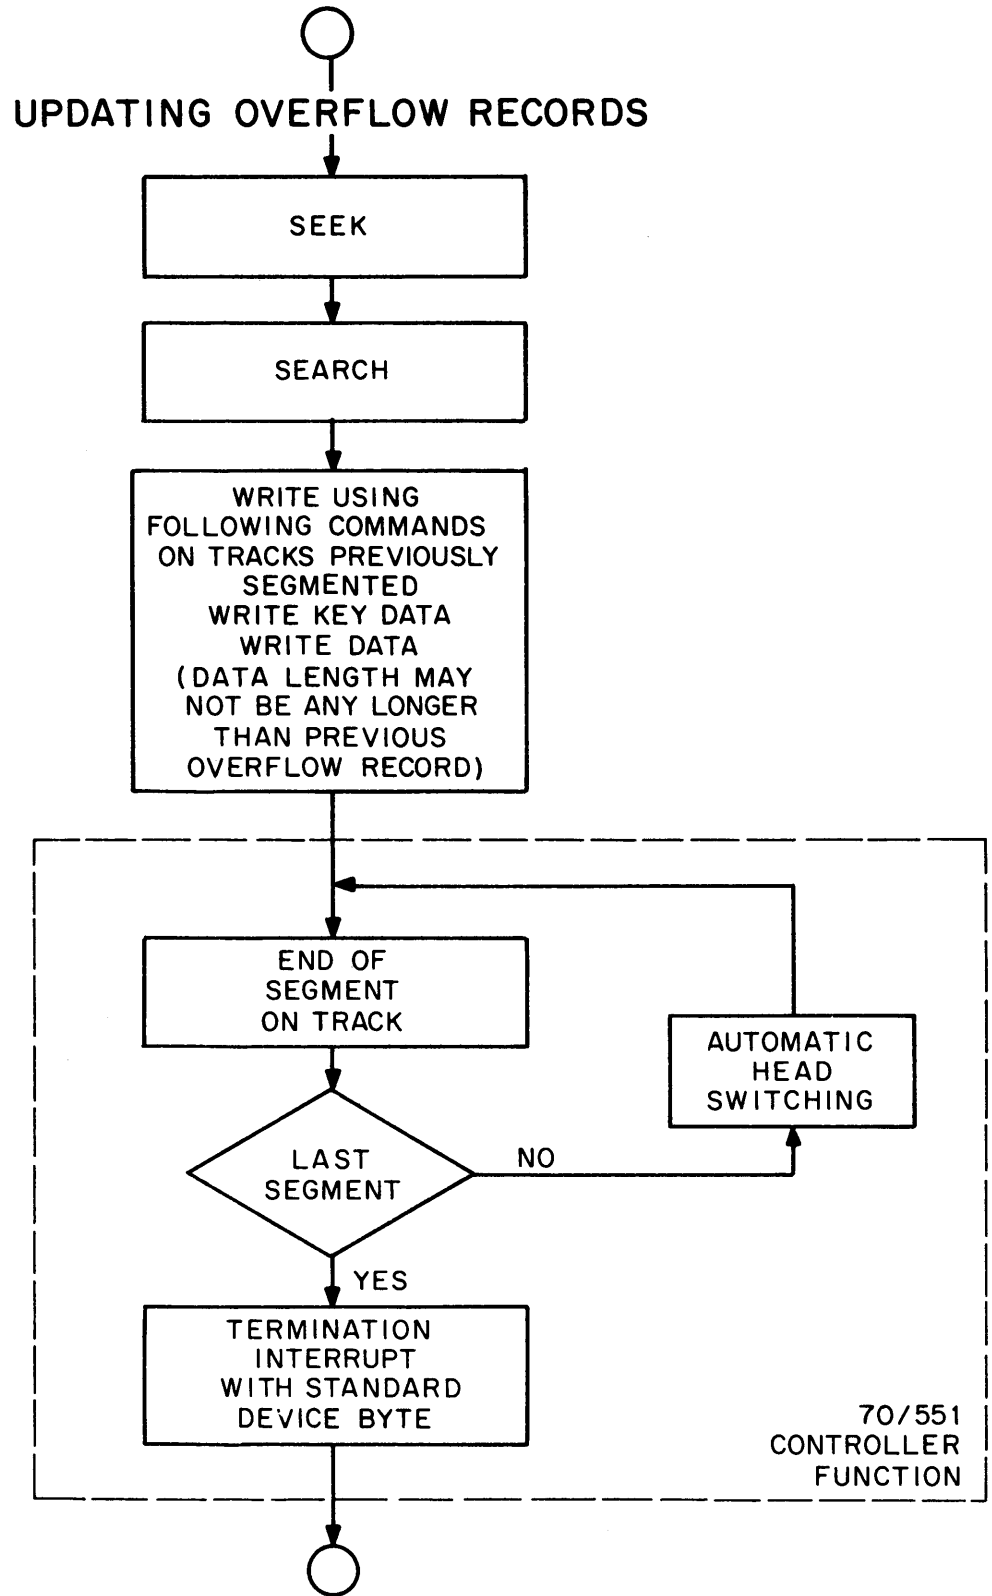 UPDATING OVERFLOW RECORDS
SEEK
SEARCH
WRITE USING
FOLLOWING COMMANDS
ON TRACKS PREVIOUSLY
SEGMENTED
WRITE KEY DATA
WRITE DATA
(DATA LENGTH MAY
NOT BE ANY LONGER
THAN PREVIOUS
OVERFLOW RECORD)
END OF
SEGMENT
ON TRACK
AUTOMATIC
HEAD
SWITCHING
LAST
SEGMENT
NO
YES
TERMINATION
INTERRUPT
WITH STANDARD
DEVICE BYTE
70/551
CONTROLLER
FUNCTION